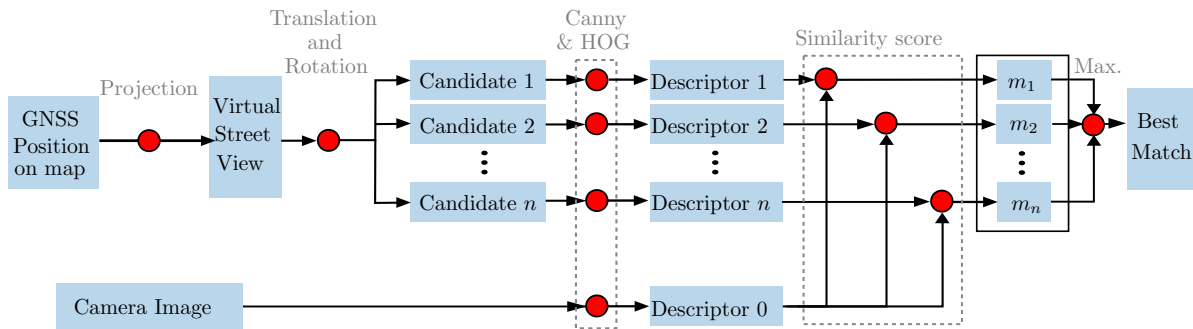 Translation
and
Rotation
Canny
& HOG
Similarity score
Projection
Max.
GNSS
Position
on map
Virtual
Street
View
Candidate 1
Candidate 2
Candidate n
Descriptor 1
Descriptor 2
Descriptor n
m₁
m₂
mₙ
Best
Match
Camera Image
Descriptor 0